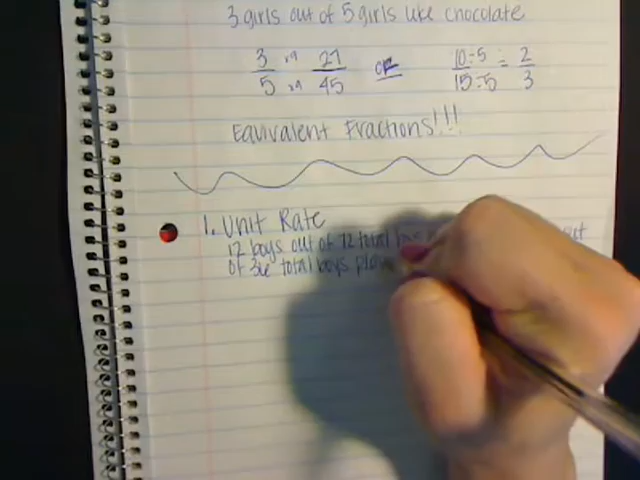 3 girls out of 5 girls like chocolate
3/5 ×9 ×9 27/45 or 10÷5/15÷5 = 2/3
Equivalent Fractions!!!
1. Unit Rate
12 boys out of 72 total
of 36 total boys play